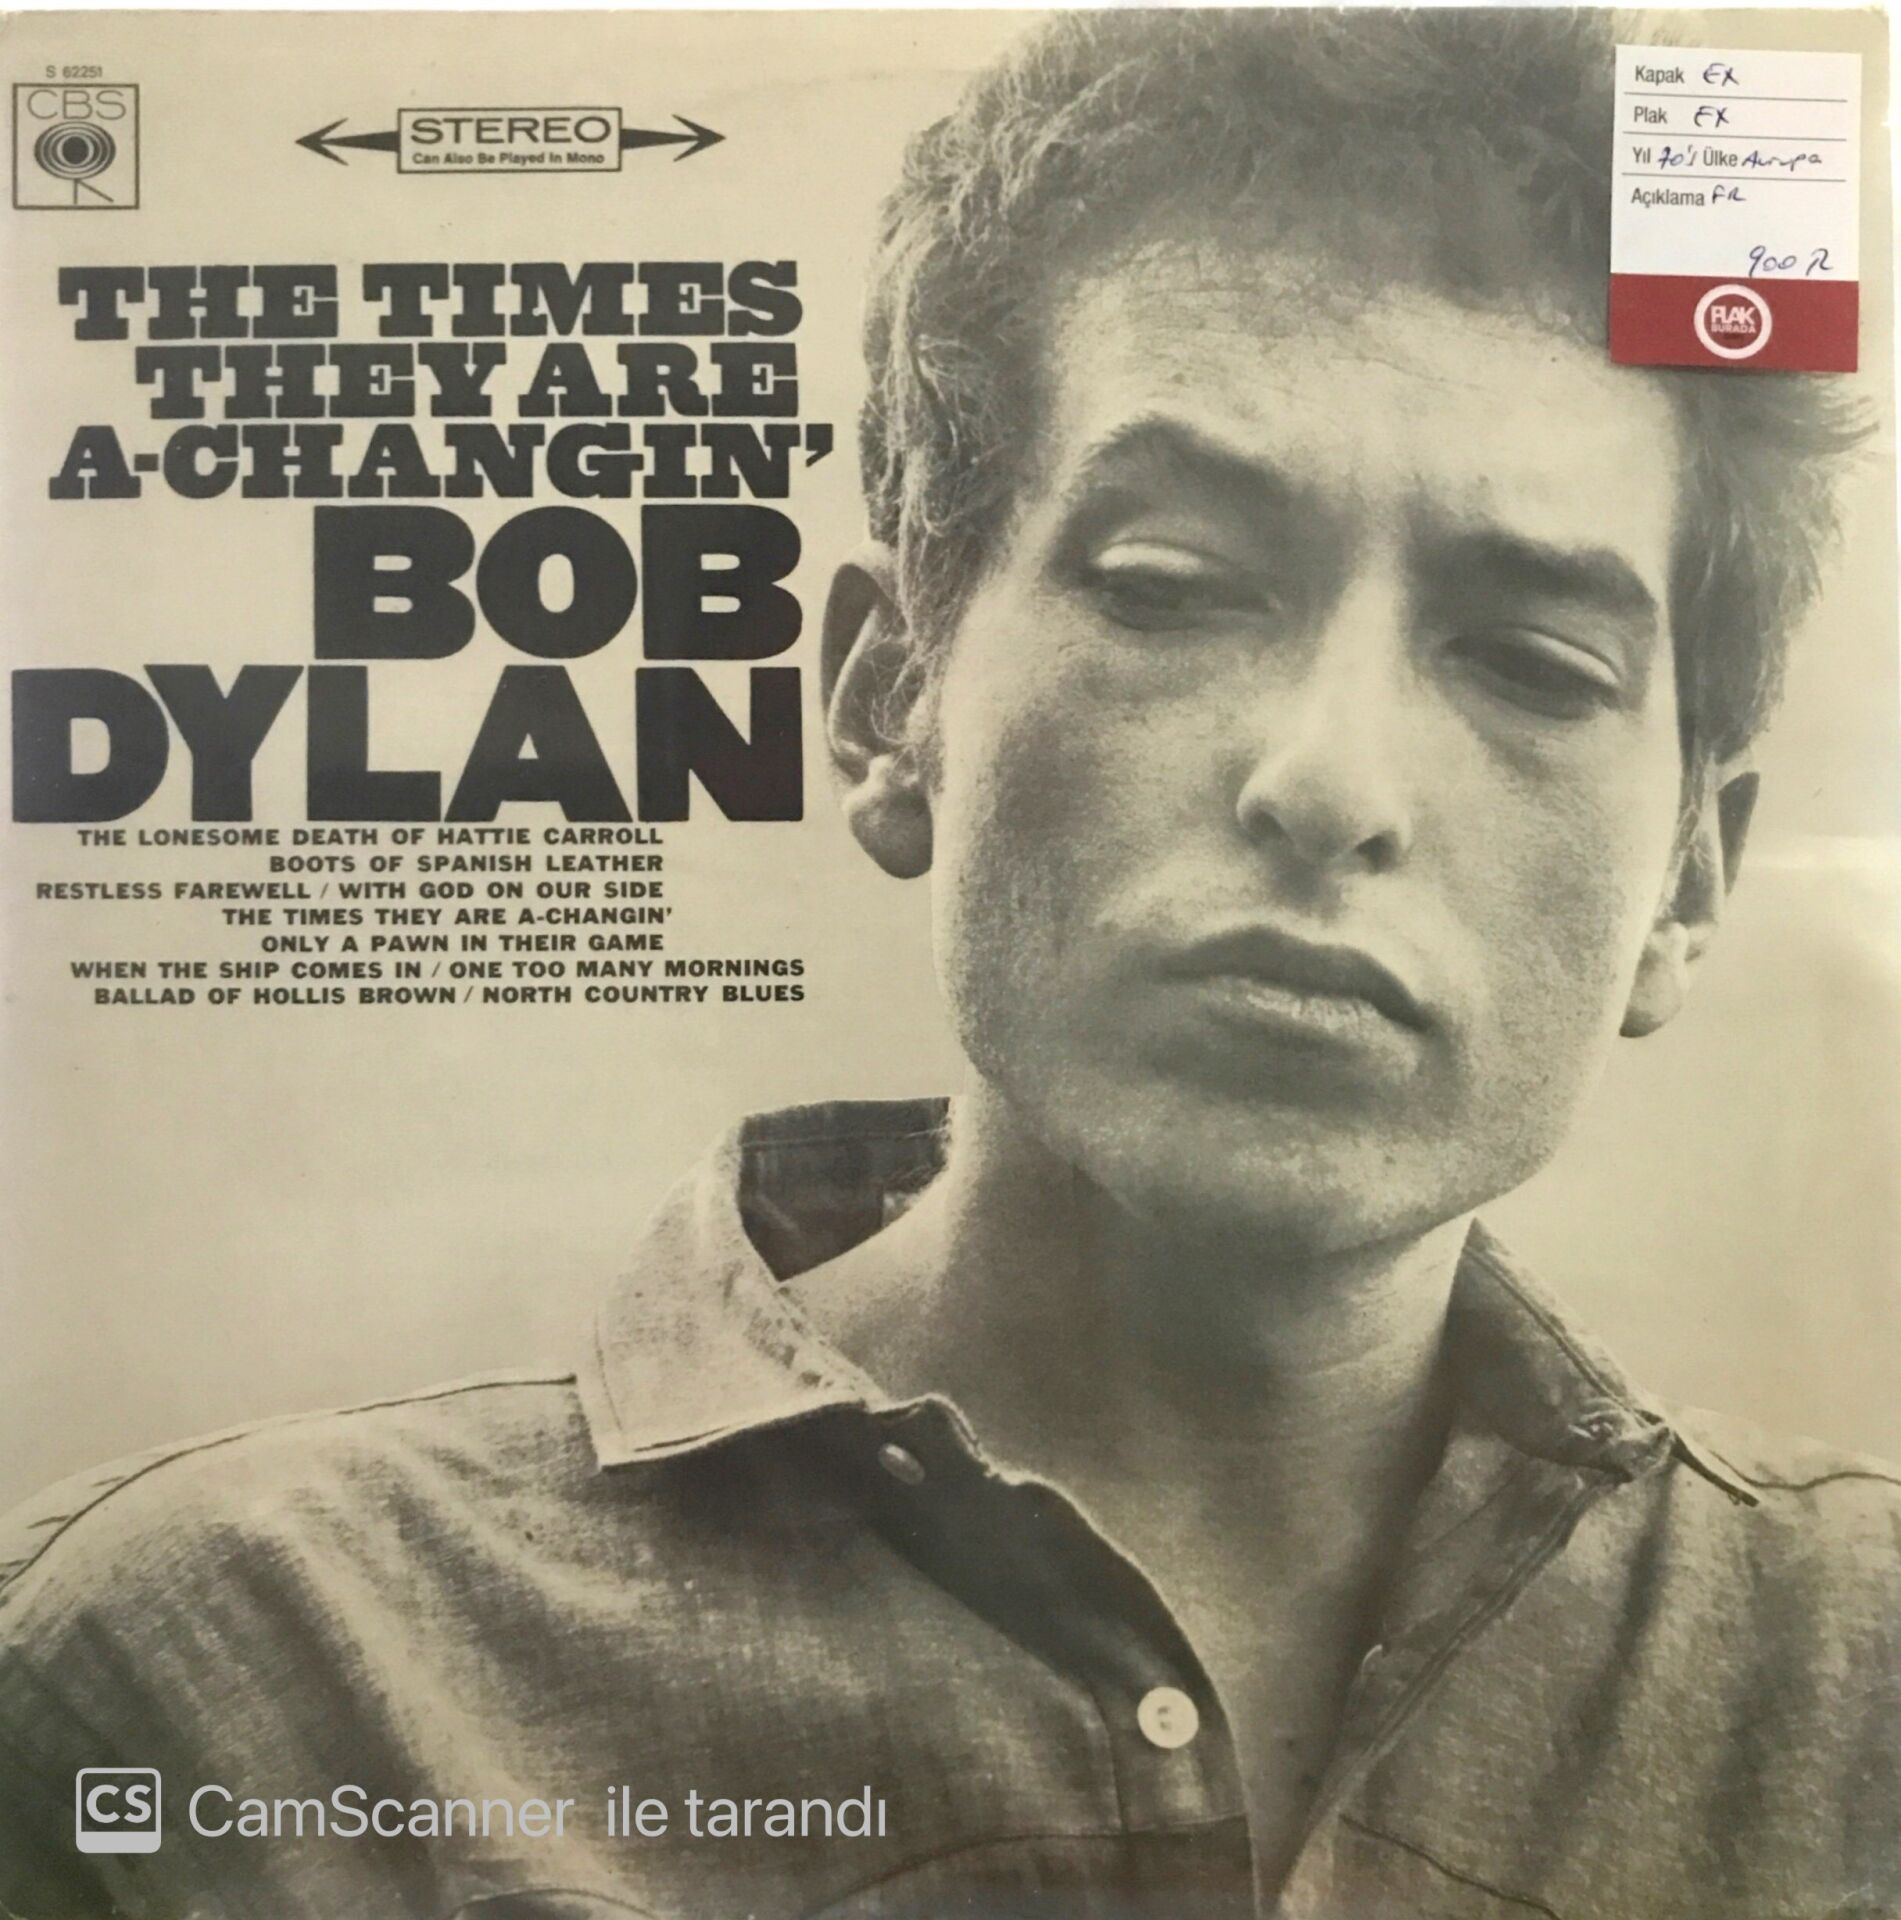 S 62251
CBS
STEREO
Can Also Be Played In Mono
THE TIMES
THEY ARE
A-CHANGIN'
BOB
DYLAN
THE LONESOME DEATH OF HATTIE CARROLL
BOOTS OF SPANISH LEATHER
RESTLESS FAREWELL / WITH GOD ON OUR SIDE
THE TIMES THEY ARE A-CHANGIN'
ONLY A PAWN IN THEIR GAME
WHEN THE SHIP COMES IN / ONE TOO MANY MORNINGS
BALLAD OF HOLLIS BROWN / NORTH COUNTRY BLUES
Kapak EX
Plak EX
Yıl 70's Ülke Avrupa
Açıklama FR
900 TL
PLAK
BURADA
CS CamScanner ile tarandı